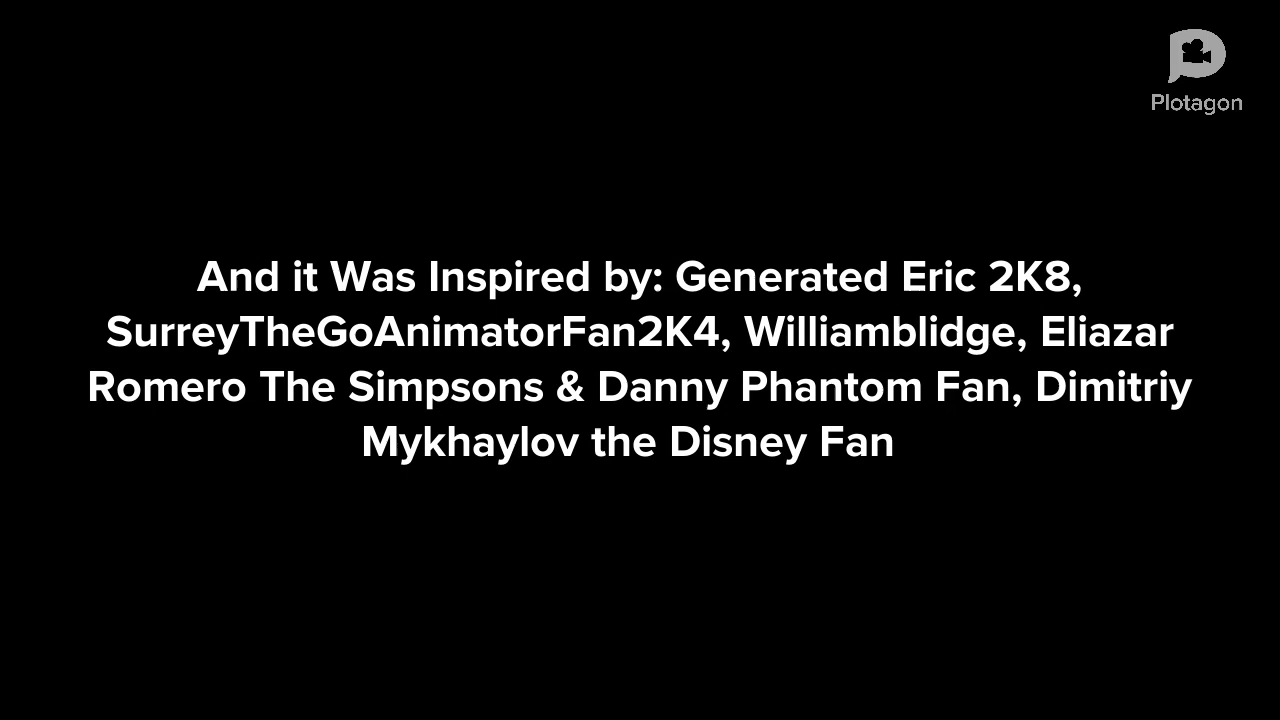 Plotagon
And it Was Inspired by: Generated Eric 2K8,
SurreyTheGoAnimatorFan2K4, Williamblidge, Eliazar
Romero The Simpsons & Danny Phantom Fan, Dimitriy
Mykhaylov the Disney Fan